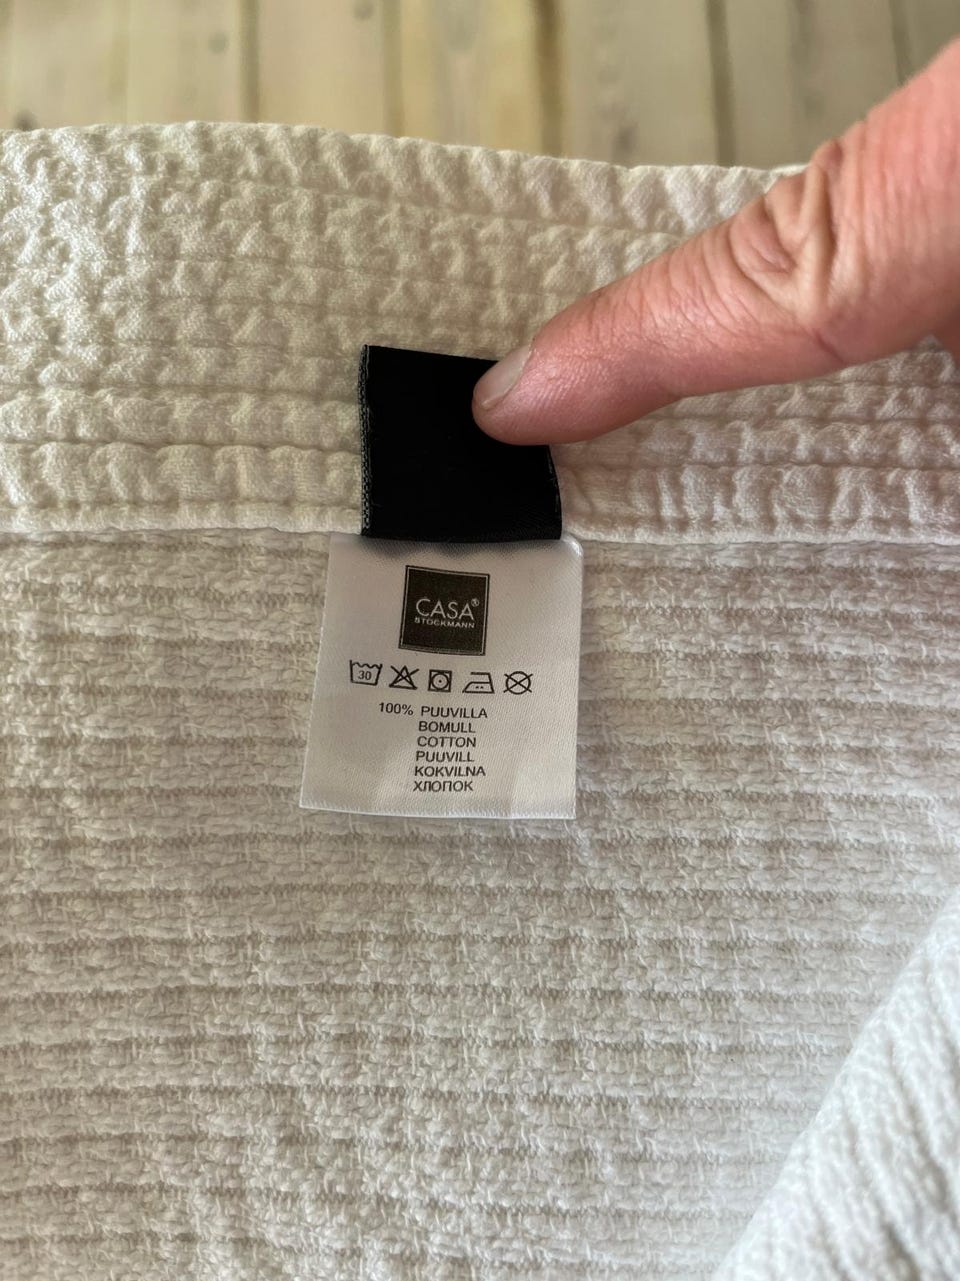 CASA®
STOCKMANN
30
100% PUUVILLA
BOMULL
COTTON
PUUVILL
KOKVILNA
ХЛОПОК